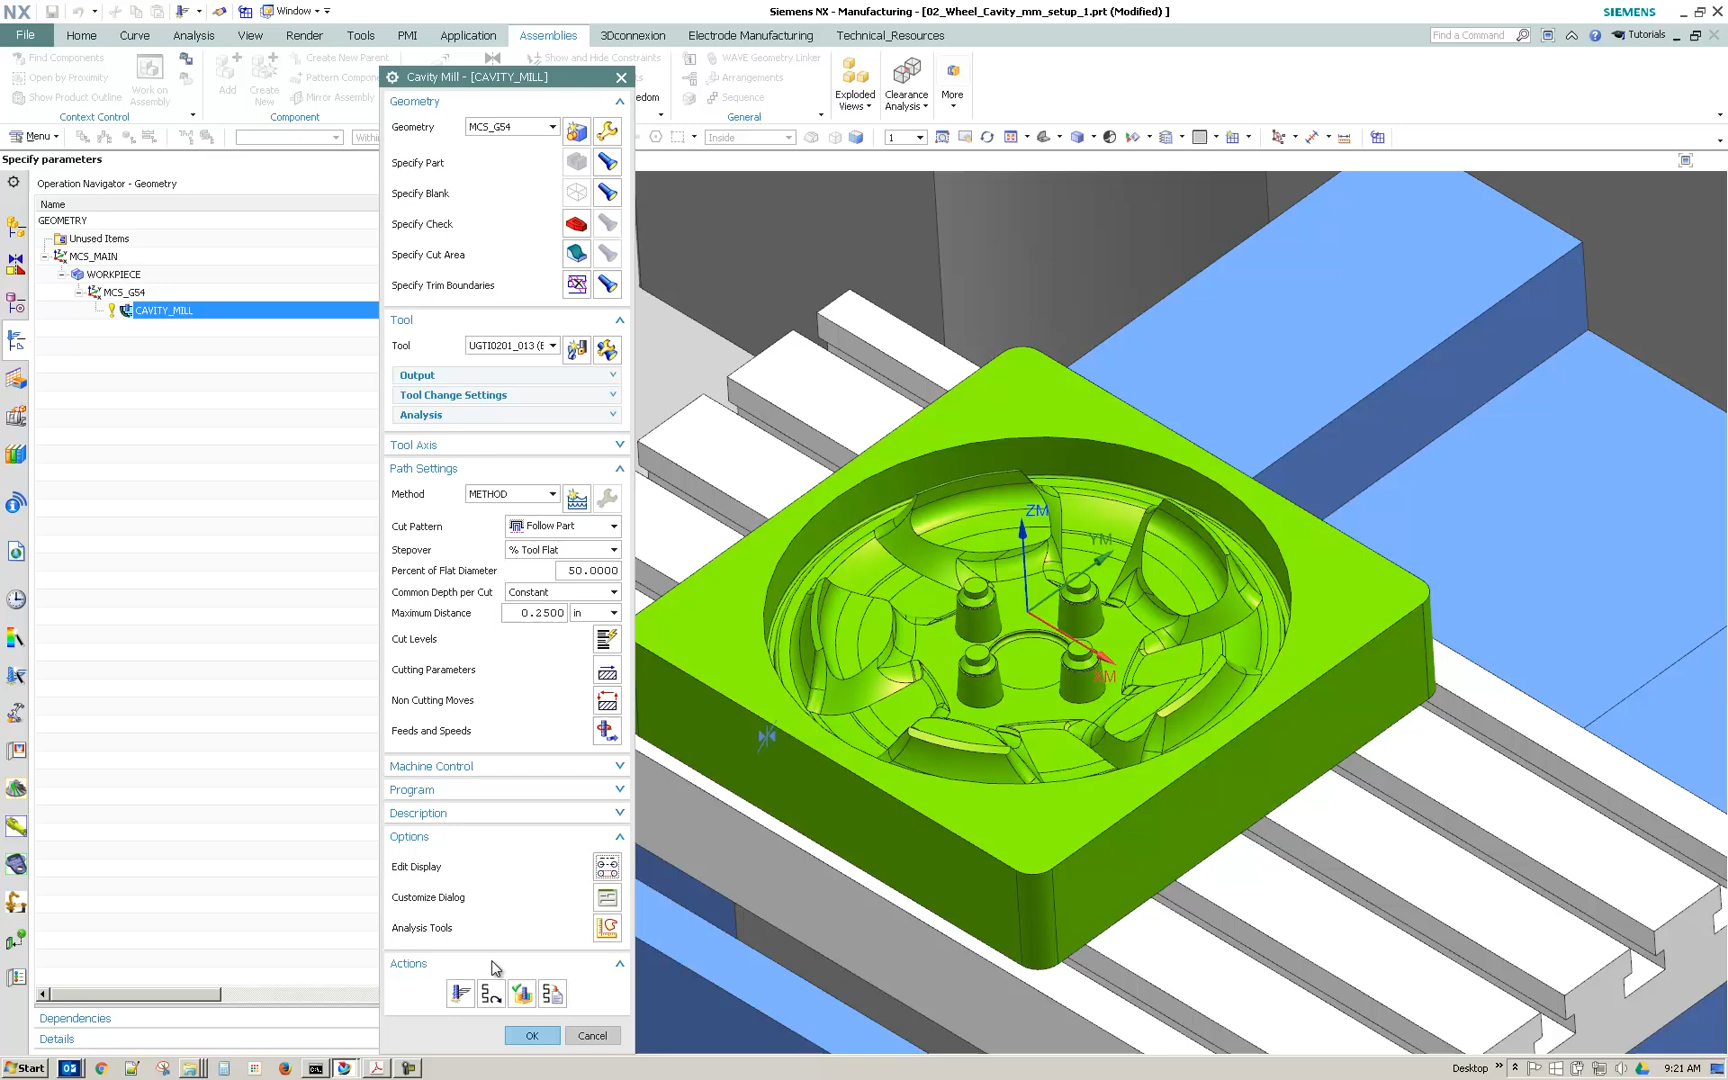 NX
Window
Siemens NX - Manufacturing - [02_Wheel_Cavity_mm_setup_1.prt (Modified) ]
SIEMENS
File Home Curve Analysis View Render Tools PMI Application Assemblies 3Dconnexion Electrode Manufacturing Technical_Resources
Find a Command
Tutorials
Find Components
Open by Proximity
Show Product Outline
Work on
Assembly
Context Control
Add
Create
New
Create New Parent
Pattern Compone
Mirror Assembly
Component
Show and Hide Constraints
WAVE Geometry Linker
Arrangements
Sequence
General
Exploded
Views
Clearance
Analysis
More
Menu
Inside
1
Specify parameters
Operation Navigator - Geometry
Name
GEOMETRY
Unused Items
MCS_MAIN
WORKPIECE
MCS_G54
CAVITY_MILL
Dependencies
Details
Cavity Mill - [CAVITY_MILL]
Geometry
Geometry MCS_G54
Specify Part
Specify Blank
Specify Check
Specify Cut Area
Specify Trim Boundaries
Tool
Tool UGTI0201_013 (E
Output
Tool Change Settings
Analysis
Tool Axis
Path Settings
Method METHOD
Cut Pattern Follow Part
Stepover % Tool Flat
Percent of Flat Diameter 50.0000
Common Depth per Cut Constant
Maximum Distance 0.2500 in
Cut Levels
Cutting Parameters
Non Cutting Moves
Feeds and Speeds
Machine Control
Program
Description
Options
Edit Display
Customize Dialog
Analysis Tools
Actions
OK Cancel
ZM
YM
XM
Start
Desktop
9:21 AM